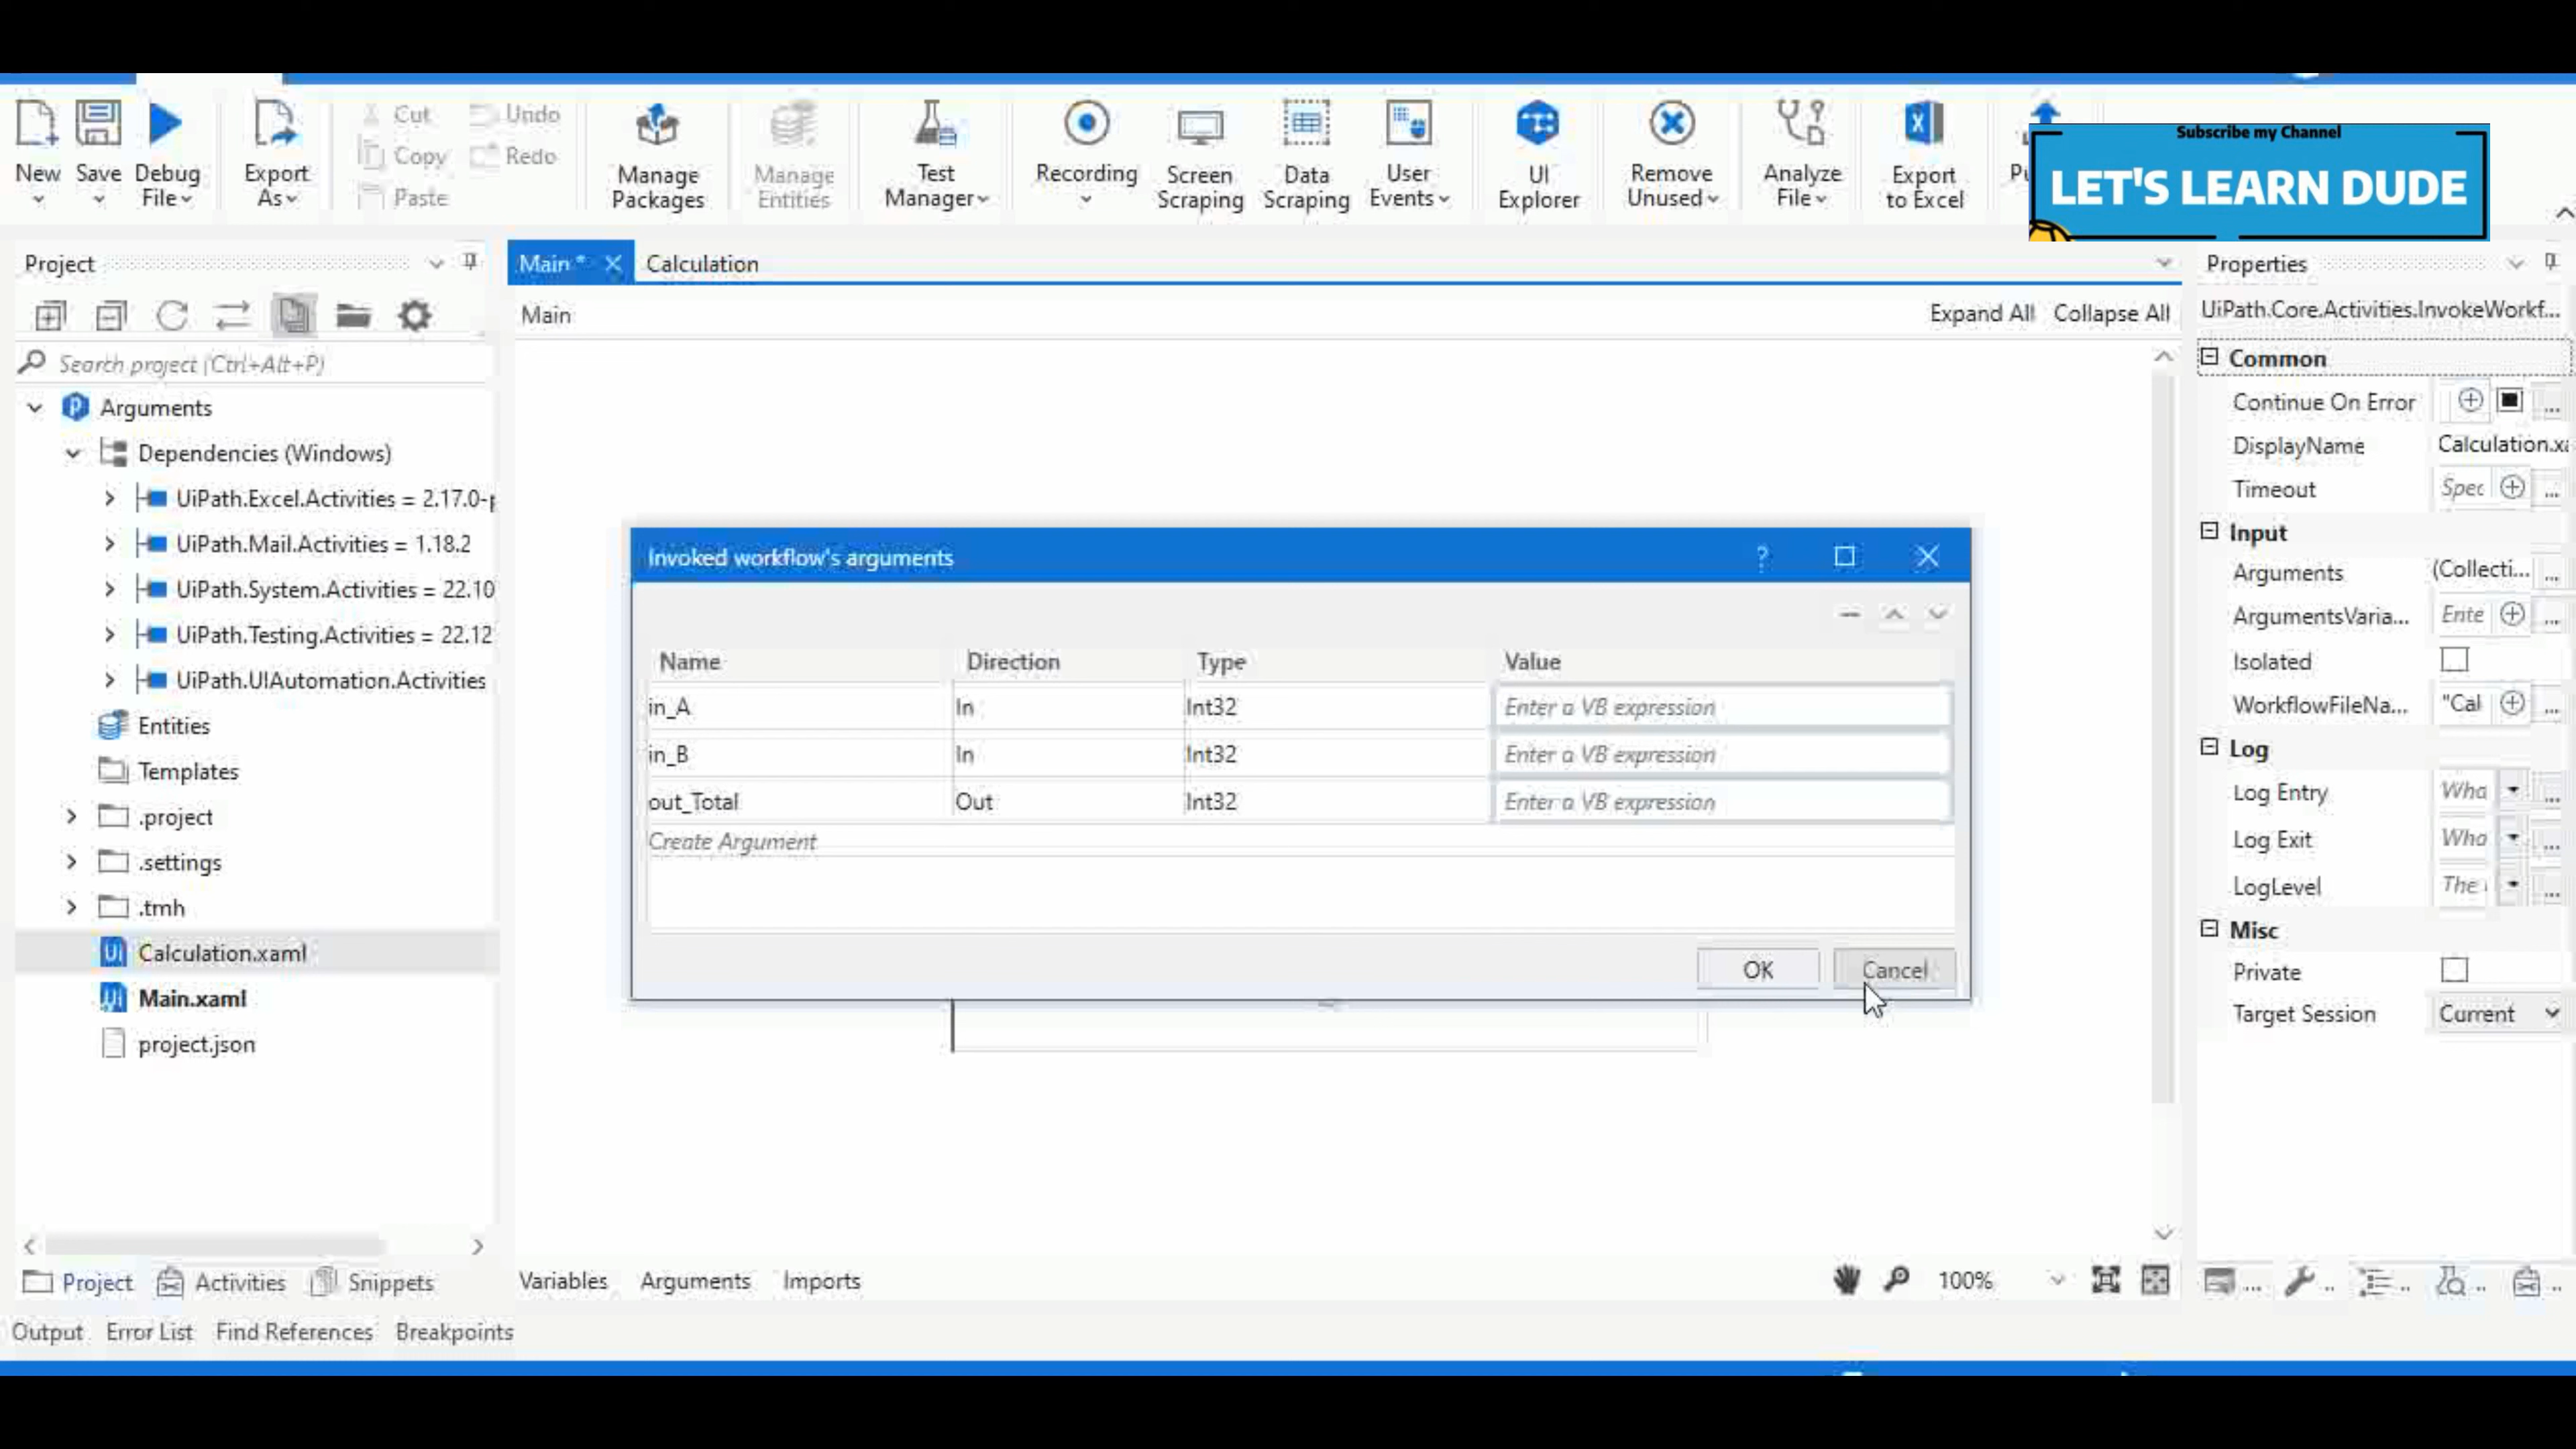 New
Save
Debug
File
Export
As
Cut
Copy
Paste
Undo
Redo
Manage
Packages
Manage
Entities
Test
Manager
Recording
Screen
Scraping
Data
Scraping
User
Events
UI
Explorer
Remove
Unused
Analyze
File
Export
to Excel
Subscribe my Channel
LET'S LEARN DUDE
Project
Search project (Ctrl+Alt+P)
Arguments
Dependencies (Windows)
UiPath.Excel.Activities = 2.17.0-
UiPath.Mail.Activities = 1.18.2
UiPath.System.Activities = 22.10
UiPath.Testing.Activities = 22.12
UiPath.UIAutomation.Activities
Entities
Templates
.project
.settings
.tmh
Calculation.xaml
Main.xaml
project.json
Project
Activities
Snippets
Main *
Calculation
Main
Expand All
Collapse All
Invoked workflow's arguments
?
Name Direction Type Value
in_A In Int32 Enter a VB expression
in_B In Int32 Enter a VB expression
out_Total Out Int32 Enter a VB expression
Create Argument
OK
Cancel
Variables
Arguments
Imports
100%
Properties
UiPath.Core.Activities.InvokeWorkf...
Common
Continue On Error ...
DisplayName Calculation.xa
Timeout Spec ...
Input
Arguments (Collecti... ...
ArgumentsVaria... Ente ...
Isolated
WorkflowFileNa... "Cal ...
Log
Log Entry Wha ...
Log Exit Wha ...
LogLevel The ...
Misc
Private
Target Session Current
Output
Error List
Find References
Breakpoints